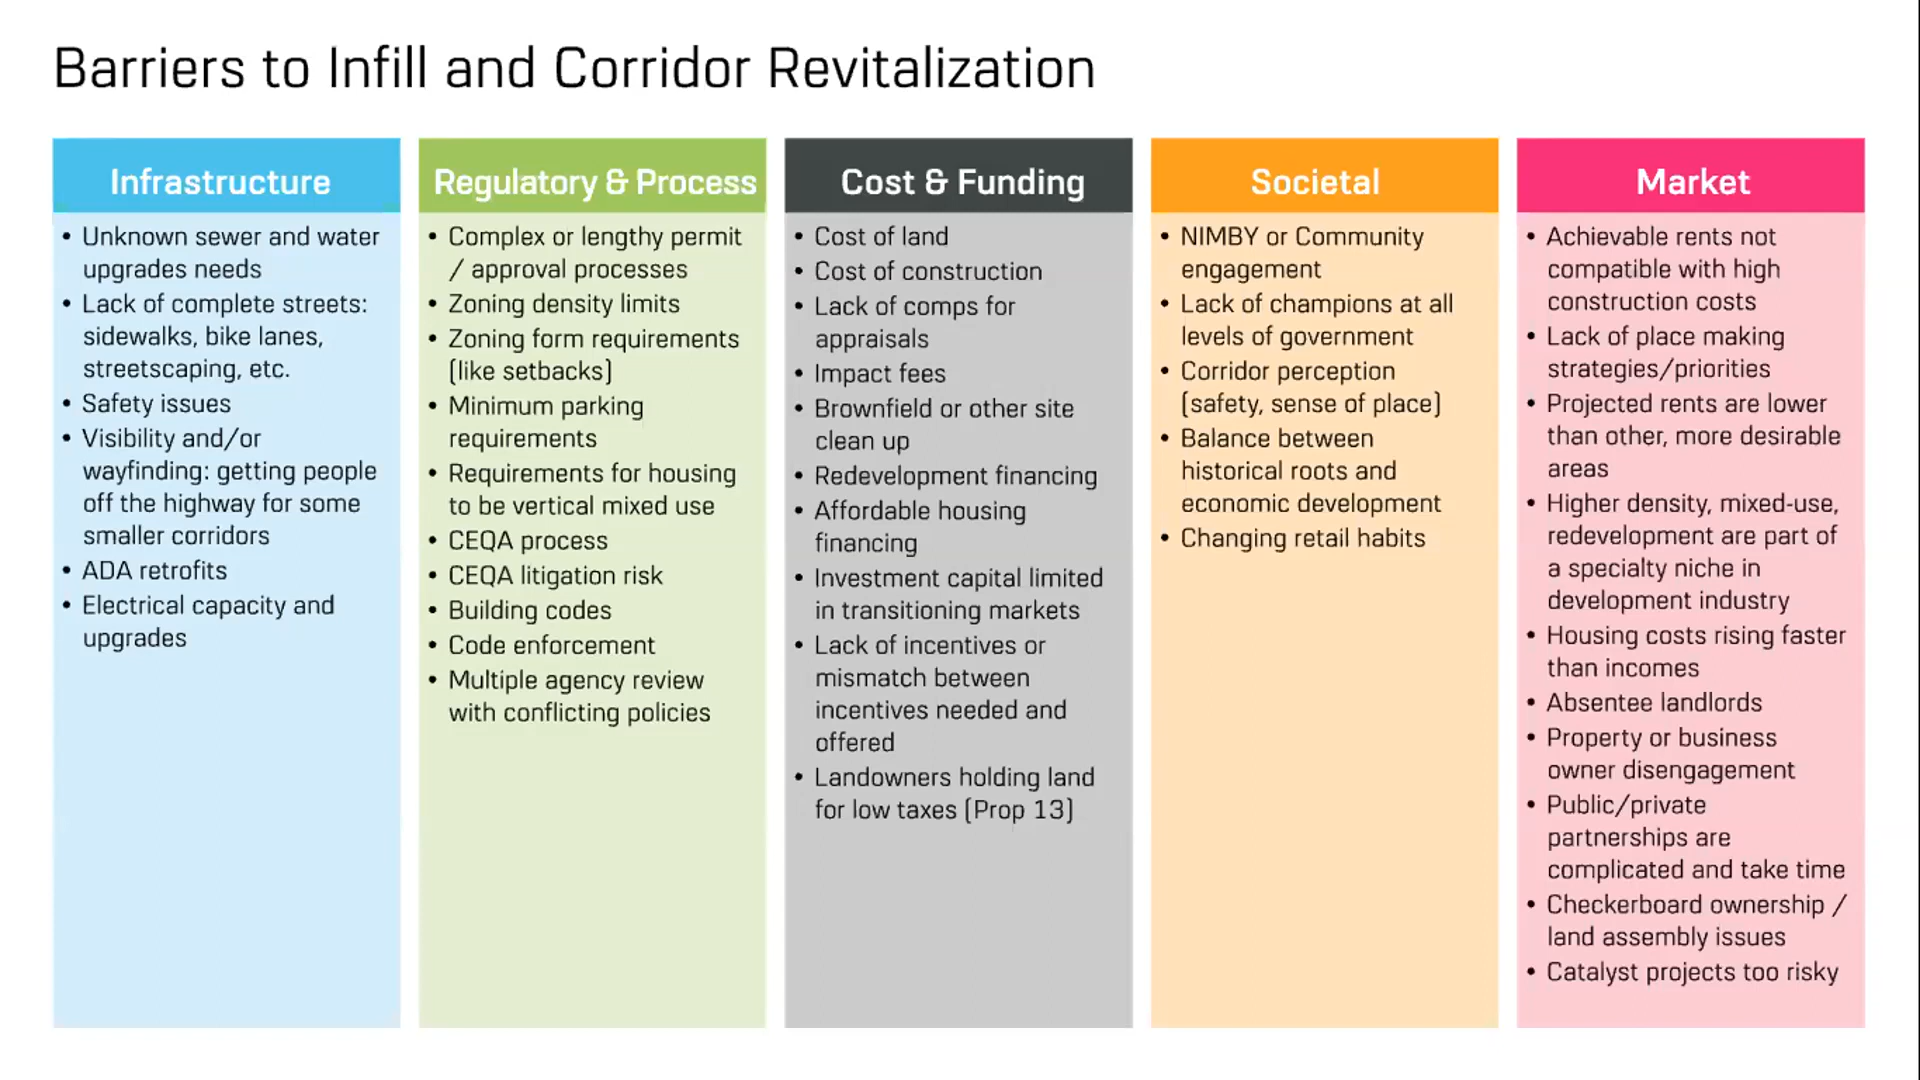 Barriers to Infill and Corridor Revitalization
Infrastructure
• Unknown sewer and water
upgrades needs
• Lack of complete streets:
sidewalks, bike lanes,
streetscaping, etc.
• Safety issues
• Visibility and/or
wayfinding: getting people
off the highway for some
smaller corridors
• ADA retrofits
• Electrical capacity and
upgrades
Regulatory & Process
• Complex or lengthy permit
/ approval processes
• Zoning density limits
• Zoning form requirements
(like setbacks)
• Minimum parking
requirements
• Requirements for housing
to be vertical mixed use
• CEQA process
• CEQA litigation risk
• Building codes
• Code enforcement
• Multiple agency review
with conflicting policies
Cost & Funding
• Cost of land
• Cost of construction
• Lack of comps for
appraisals
• Impact fees
• Brownfield or other site
clean up
• Redevelopment financing
• Affordable housing
financing
• Investment capital limited
in transitioning markets
• Lack of incentives or
mismatch between
incentives needed and
offered
• Landowners holding land
for low taxes (Prop 13)
Societal
• NIMBY or Community
engagement
• Lack of champions at all
levels of government
• Corridor perception
(safety, sense of place)
• Balance between
historical roots and
economic development
• Changing retail habits
Market
• Achievable rents not
compatible with high
construction costs
• Lack of place making
strategies/priorities
• Projected rents are lower
than other, more desirable
areas
• Higher density, mixed-use,
redevelopment are part of
a specialty niche in
development industry
• Housing costs rising faster
than incomes
• Absentee landlords
• Property or business
owner disengagement
• Public/private
partnerships are
complicated and take time
• Checkerboard ownership /
land assembly issues
• Catalyst projects too risky